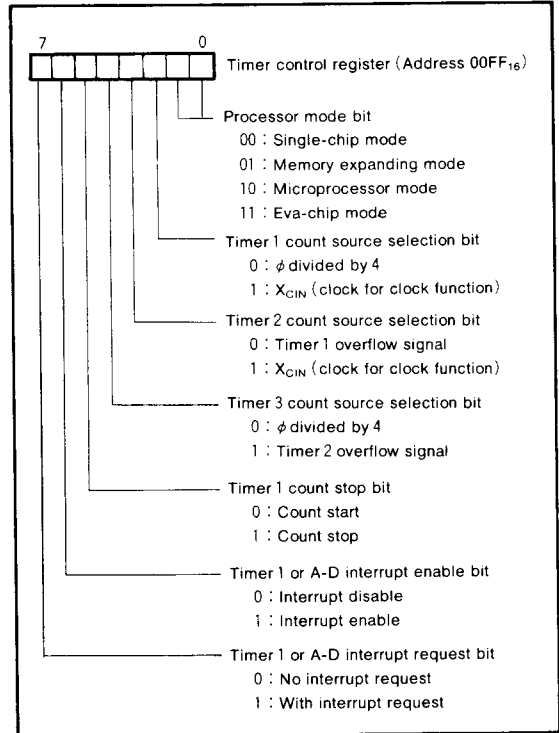 7 0
Timer control register (Address 00FF₁₆)
Processor mode bit
00 : Single-chip mode
01 : Memory expanding mode
10 : Microprocessor mode
11 : Eva-chip mode
Timer 1 count source selection bit
0 : φ divided by 4
1 : X_CIN (clock for clock function)
Timer 2 count source selection bit
0 : Timer 1 overflow signal
1 : X_CIN (clock for clock function)
Timer 3 count source selection bit
0 : φ divided by 4
1 : Timer 2 overflow signal
Timer 1 count stop bit
0 : Count start
1 : Count stop
Timer 1 or A-D interrupt enable bit
0 : Interrupt disable
1 : Interrupt enable
Timer 1 or A-D interrupt request bit
0 : No interrupt request
1 : With interrupt request